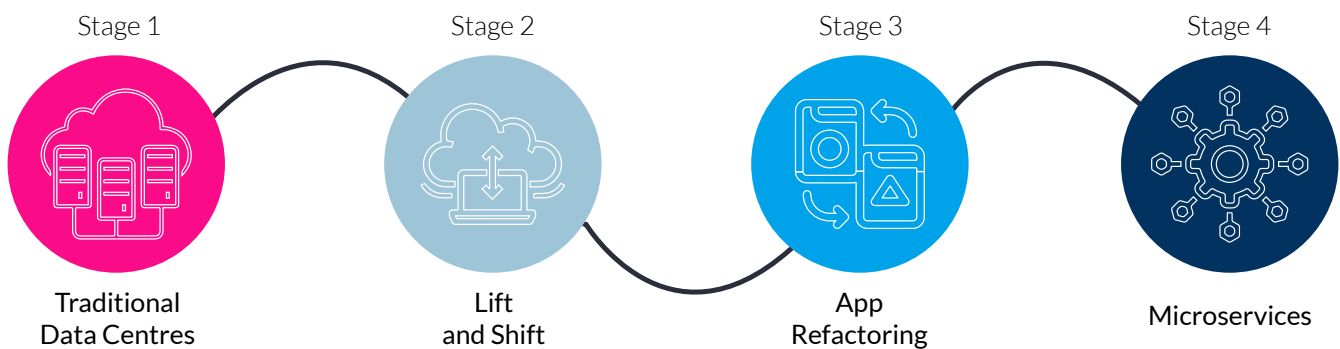 Stage 1
Stage 2
Stage 3
Stage 4
Traditional
Data Centres
Lift
and Shift
App
Refactoring
Microservices